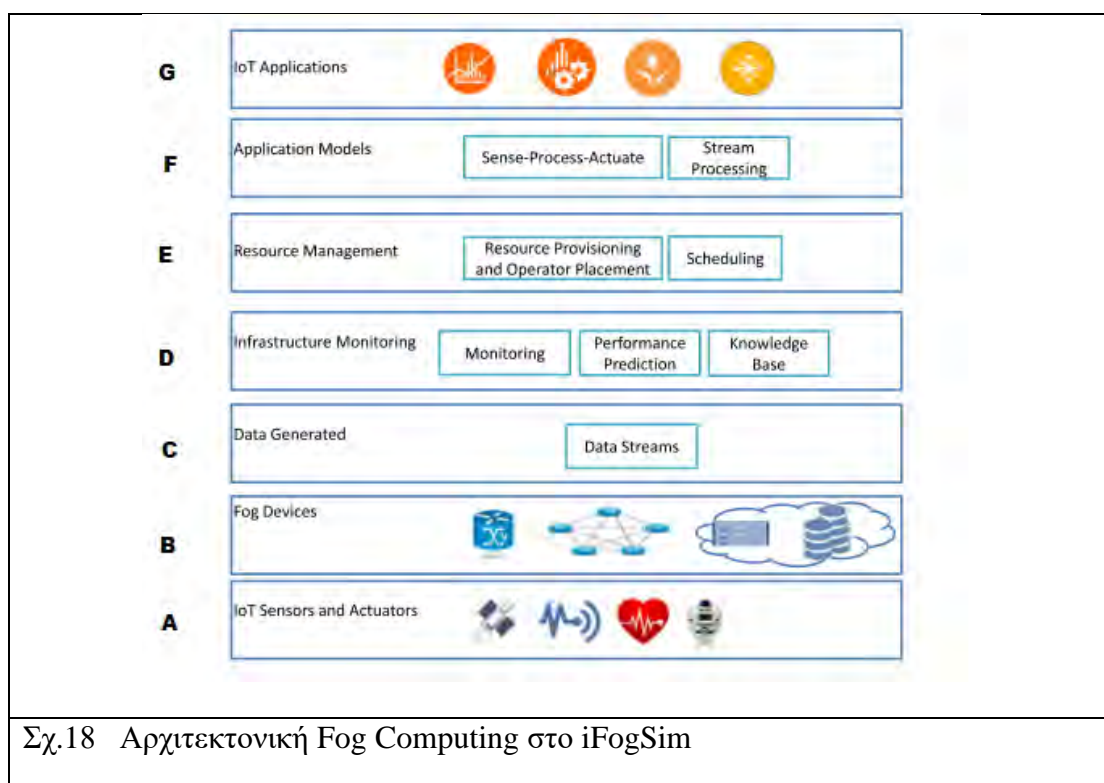 G
IoT Applications
F
Application Models
Sense-Process-Actuate
Stream
Processing
E
Resource Management
Resource Provisioning
and Operator Placement
Scheduling
D
Infrastructure Monitoring
Monitoring
Performance
Prediction
Knowledge
Base
C
Data Generated
Data Streams
B
Fog Devices
A
IoT Sensors and Actuators
Σχ.18 Αρχιτεκτονική Fog Computing στο iFogSim